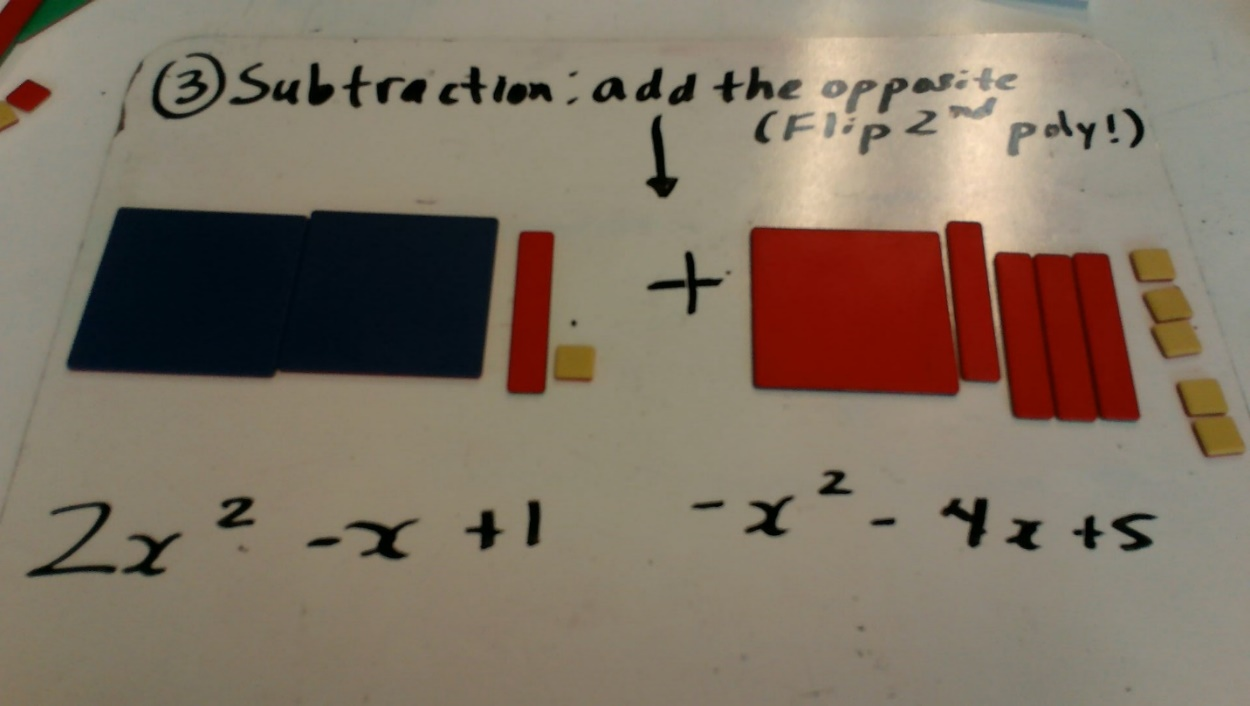 ③ Subtraction: add the opposite
(Flip 2nd poly!)
+
2x² -x +1 -x² - 4x +5